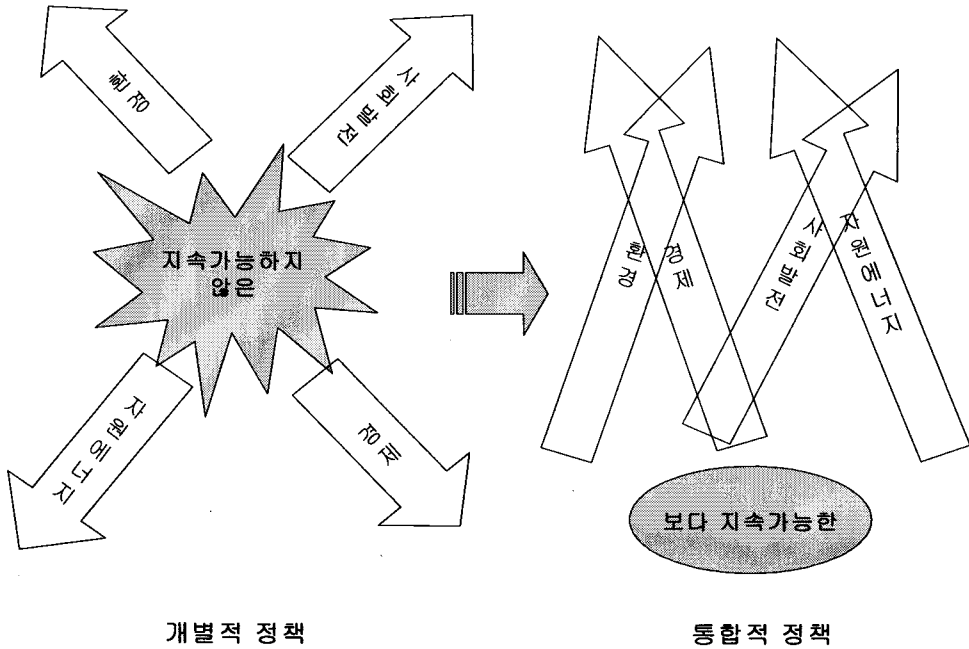 환경
사회발전
지속가능하지
않은
자원에너지
경제
개별적 정책
환경
경제
사회발전
자원에너지
보다 지속가능한
통합적 정책